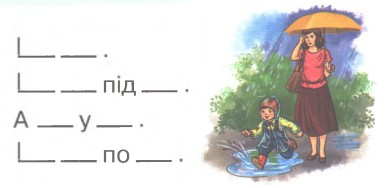 ___ ___ .
___ ___ під ___ .
А ___ у ___ .
___ ___ по ___ .